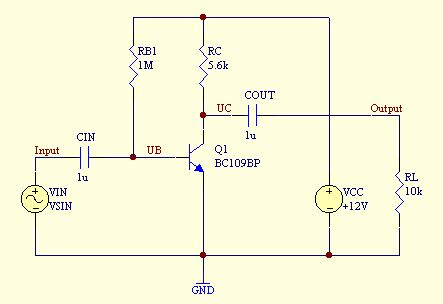 RB1
1M
RC
5.6k
COUT
1u
UC
Output
Input
CIN
1u
UB
Q1
BC109BP
VIN
VSIN
VCC
+12V
RL
10k
GND